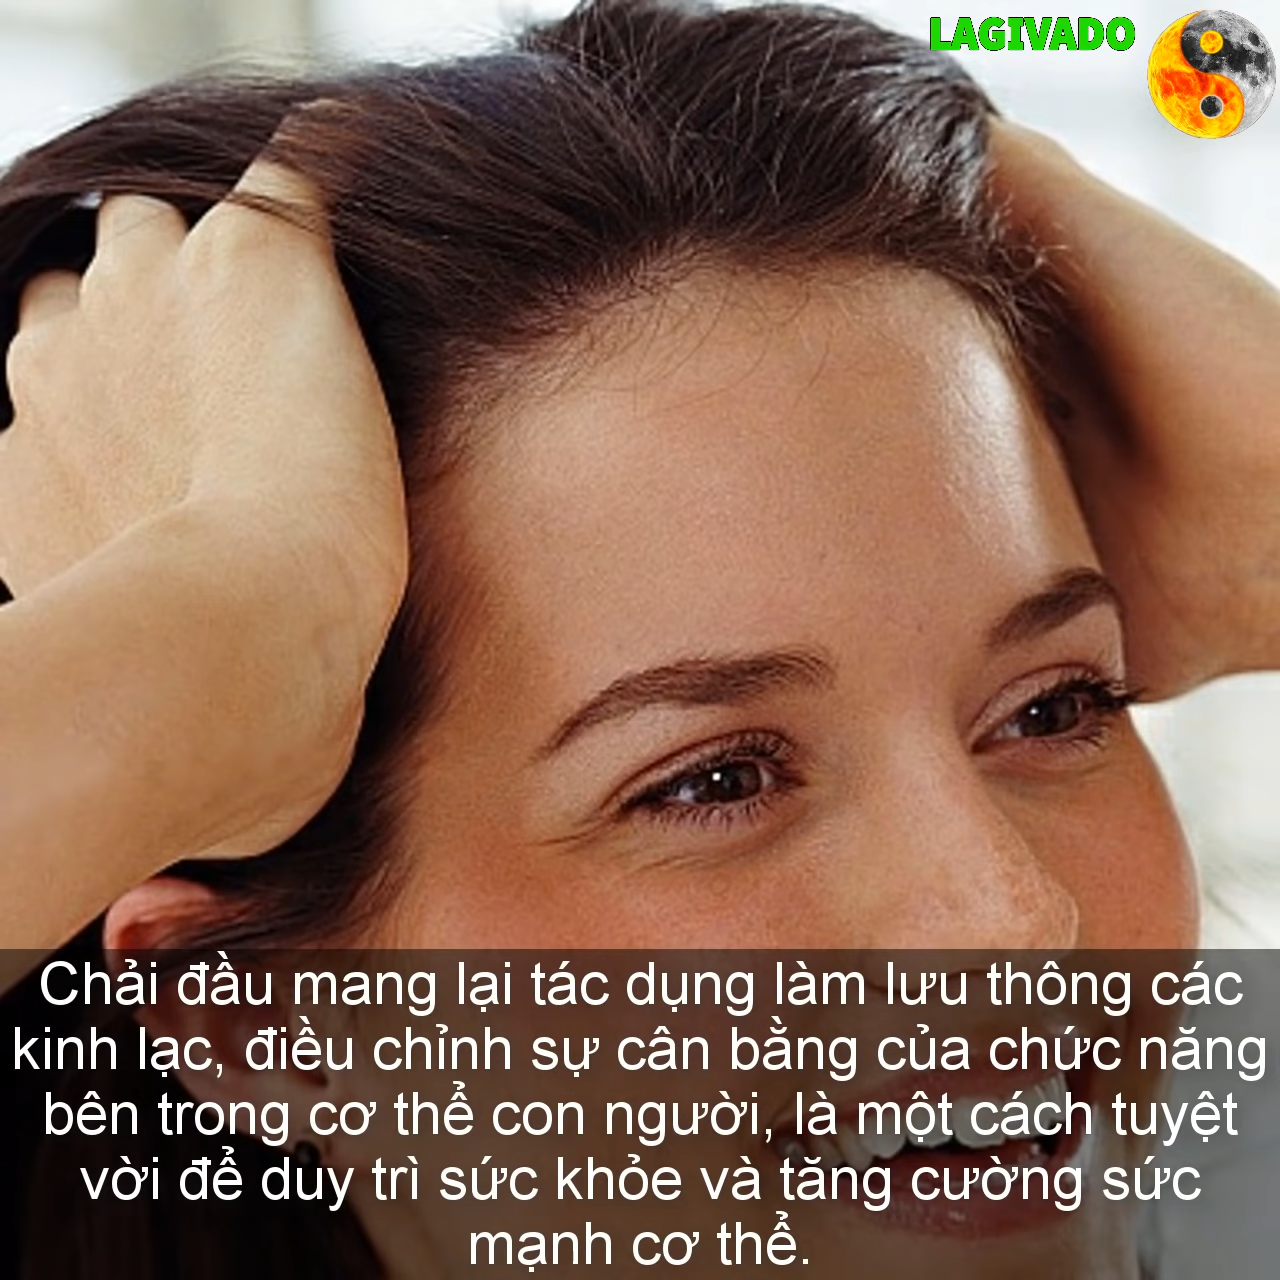 LAGIVADO
Chải đầu mang lại tác dụng làm lưu thông các
kinh lạc, điều chỉnh sự cân bằng của chức năng
bên trong cơ thể con người, là một cách tuyệt
vời để duy trì sức khỏe và tăng cường sức
mạnh cơ thể.